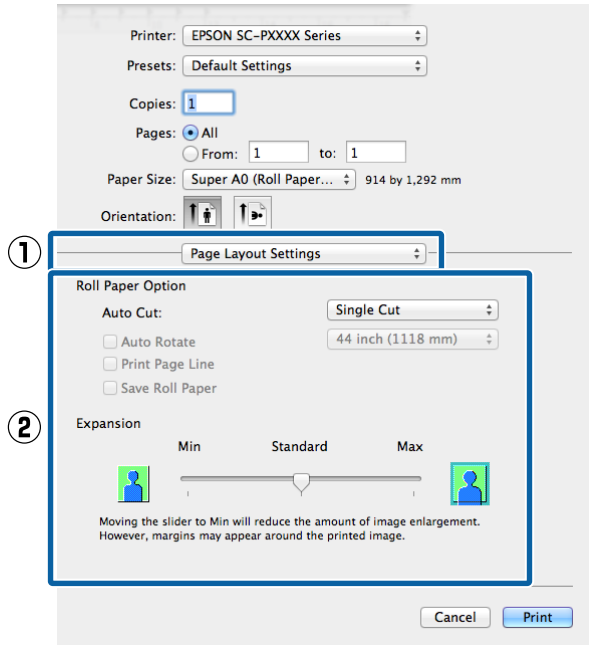 Printer: EPSON SC-PXXXX Series
Presets: Default Settings
Copies: 1
Pages: All
From: 1 to: 1
Paper Size: Super A0 (Roll Paper... 914 by 1,292 mm
Orientation:
1
Page Layout Settings
Roll Paper Option
Auto Cut: Single Cut
Auto Rotate 44 inch (1118 mm)
Print Page Line
Save Roll Paper
2
Expansion
Min Standard Max
Moving the slider to Min will reduce the amount of image enlargement.
However, margins may appear around the printed image.
Cancel Print